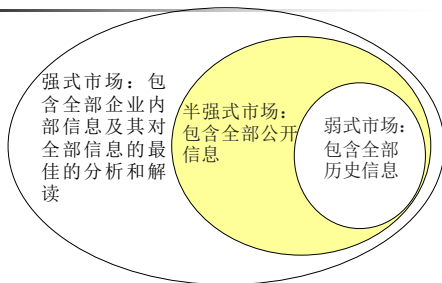 强式市场：包
含全部企业内
部信息及其对
全部信息的最
佳的分析和解
读
半强式市场：
包含全部公开
信息
弱式市场：
包含全部
历史信息